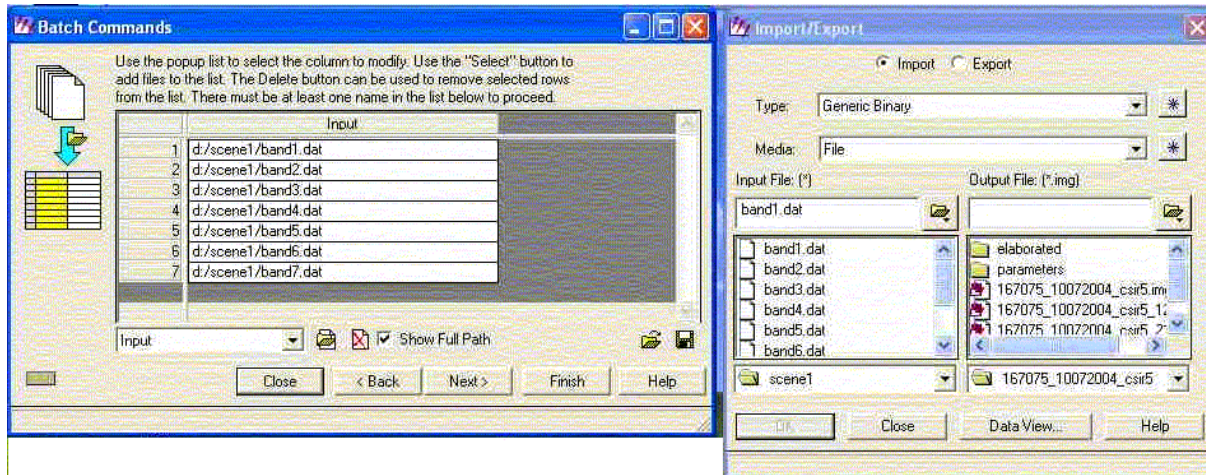 Batch Commands
Use the popup list to select the column to modify. Use the "Select" button to
add files to the list. The Delete button can be used to remove selected rows
from the list. There must be at least one name in the list below to proceed.
Input
1 d:/scene1/band1.dat
2 d:/scene1/band2.dat
3 d:/scene1/band3.dat
4 d:/scene1/band4.dat
5 d:/scene1/band5.dat
6 d:/scene1/band6.dat
7 d:/scene1/band7.dat
Input
Show Full Path
Close
< Back
Next >
Finish
Help
Import/Export
Import Export
Type: Generic Binary
Media: File
Input File: (*)
Output File: (*.img)
band1.dat
band1.dat
band2.dat
band3.dat
band4.dat
band5.dat
band6.dat
elaborated
parameters
167075_10072004_csir5.im
167075_10072004_csir5_12
167075_10072004_csir5_2
scene1
167075_10072004_csir5
OK
Close
Data View...
Help